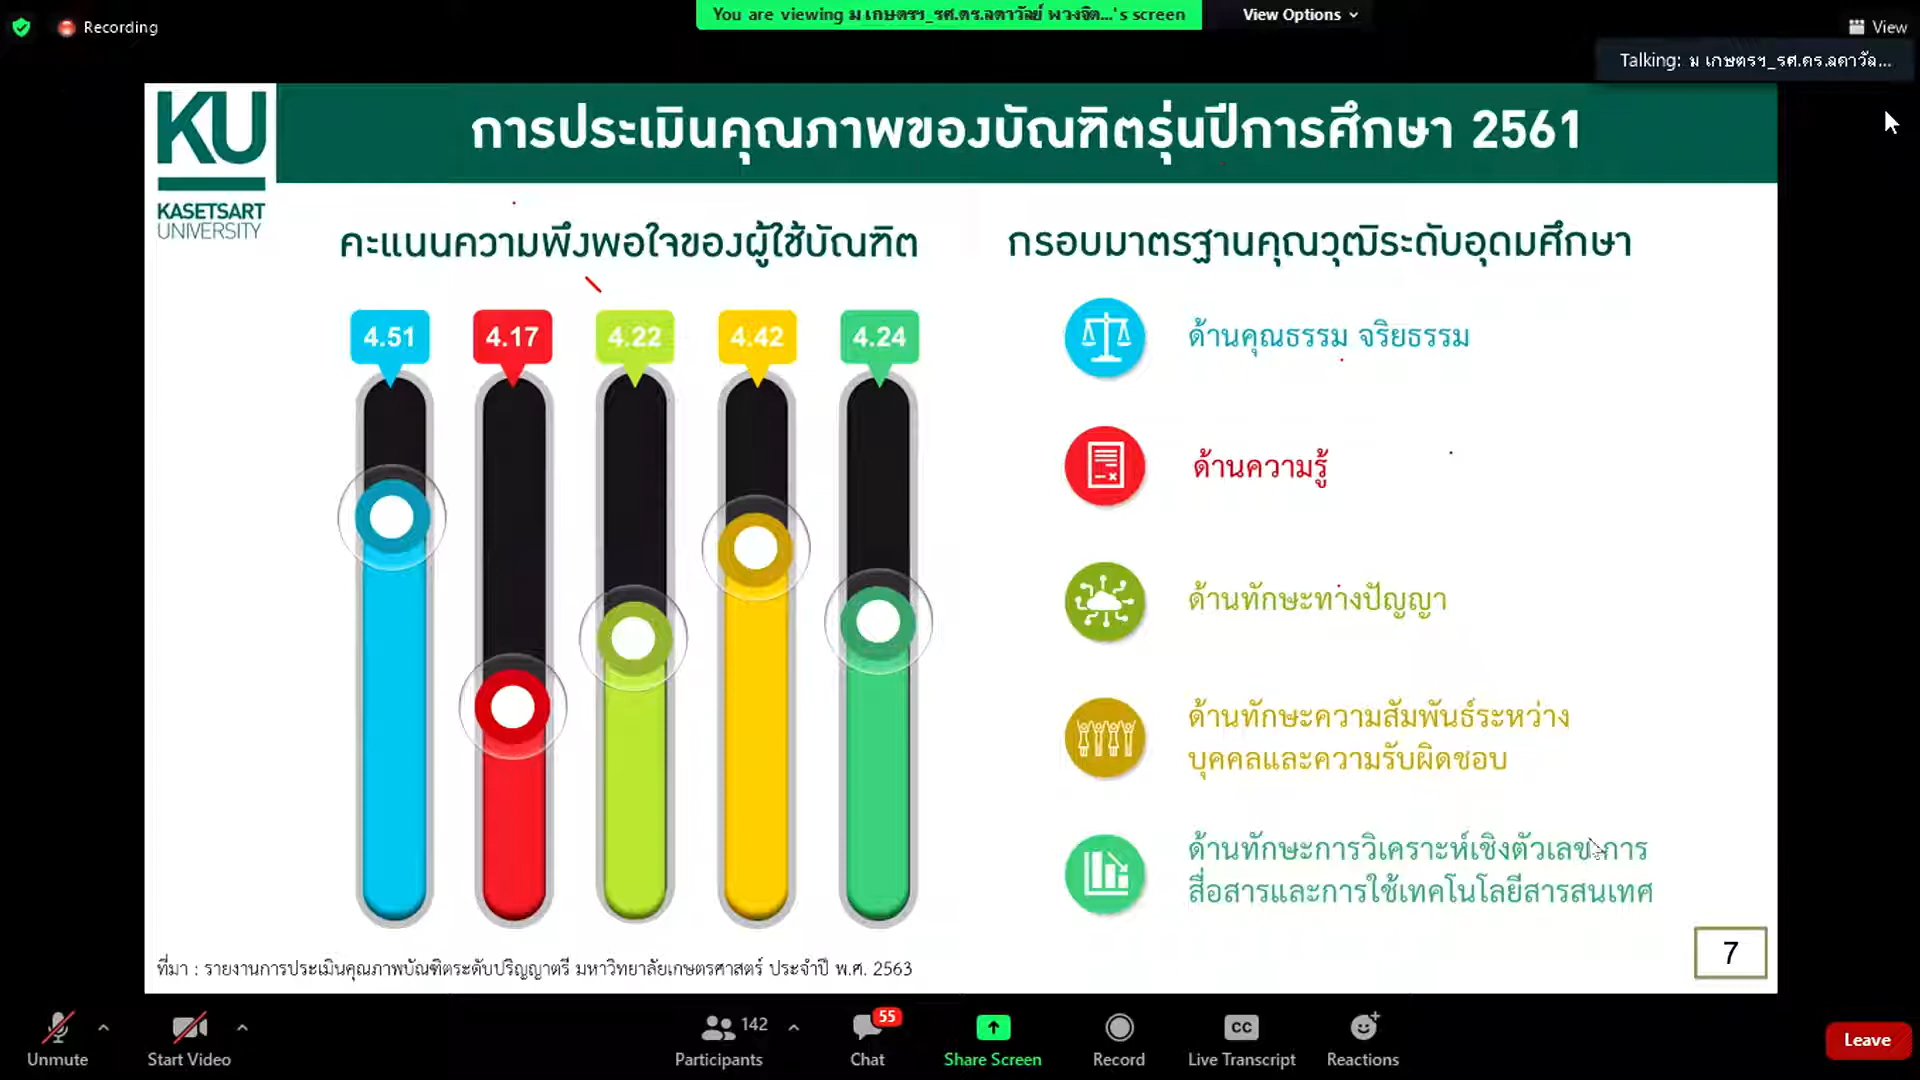 You are viewing ม เกษตรฯ_รศ.ดร.ลดาวัลย์ พวงจิต...'s screen
View Options
Recording
View
Talking: ม เกษตรฯ_รศ.ดร.ลดาวัล...
KU
KASETSART
UNIVERSITY
การประเมินคุณภาพของบัณฑิตรุ่นปีการศึกษา 2561
คะแนนความพึงพอใจของผู้ใช้บัณฑิต
4.51 4.17 4.22 4.42 4.24
กรอบมาตรฐานคุณวุฒิระดับอุดมศึกษา
ด้านคุณธรรม จริยธรรม
ด้านความรู้
ด้านทักษะทางปัญญา
ด้านทักษะความสัมพันธ์ระหว่าง
บุคคลและความรับผิดชอบ
ด้านทักษะการวิเคราะห์เชิงตัวเลข การ
สื่อสารและการใช้เทคโนโลยีสารสนเทศ
7
ที่มา : รายงานการประเมินคุณภาพบัณฑิตระดับปริญญาตรี มหาวิทยาลัยเกษตรศาสตร์ ประจำปี พ.ศ. 2563
Unmute
Start Video
142
Participants
55
Chat
Share Screen
Record
CC
Live Transcript
Reactions
Leave